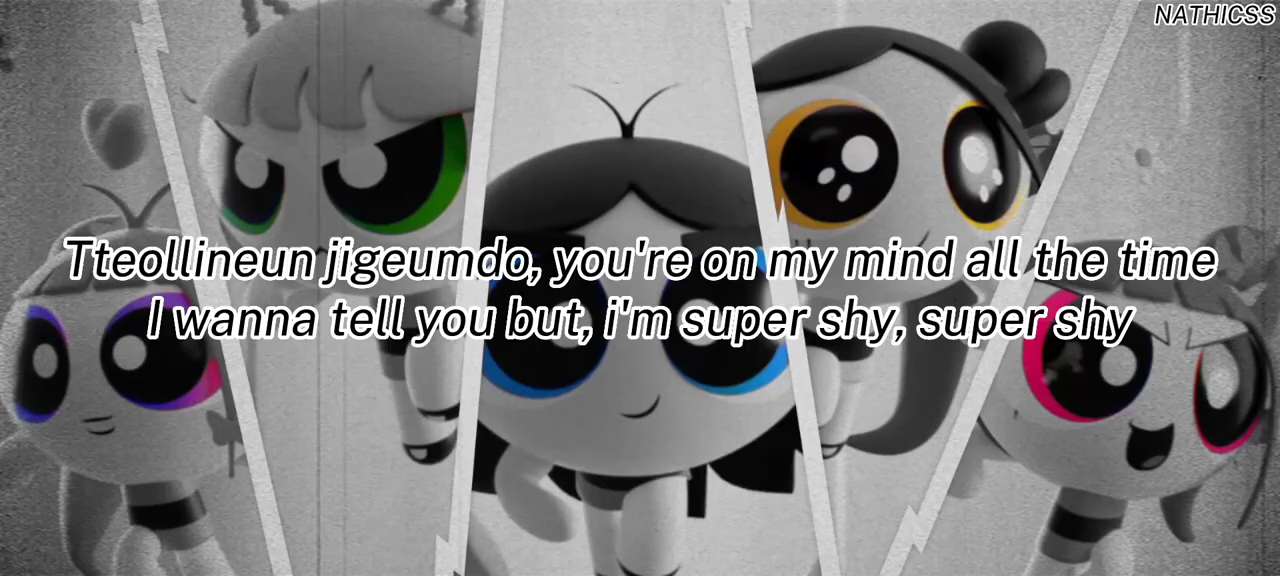 NATHICSS
Tteollineun jigeumdo, you're on my mind all the time
I wanna tell you but, i'm super shy, super shy